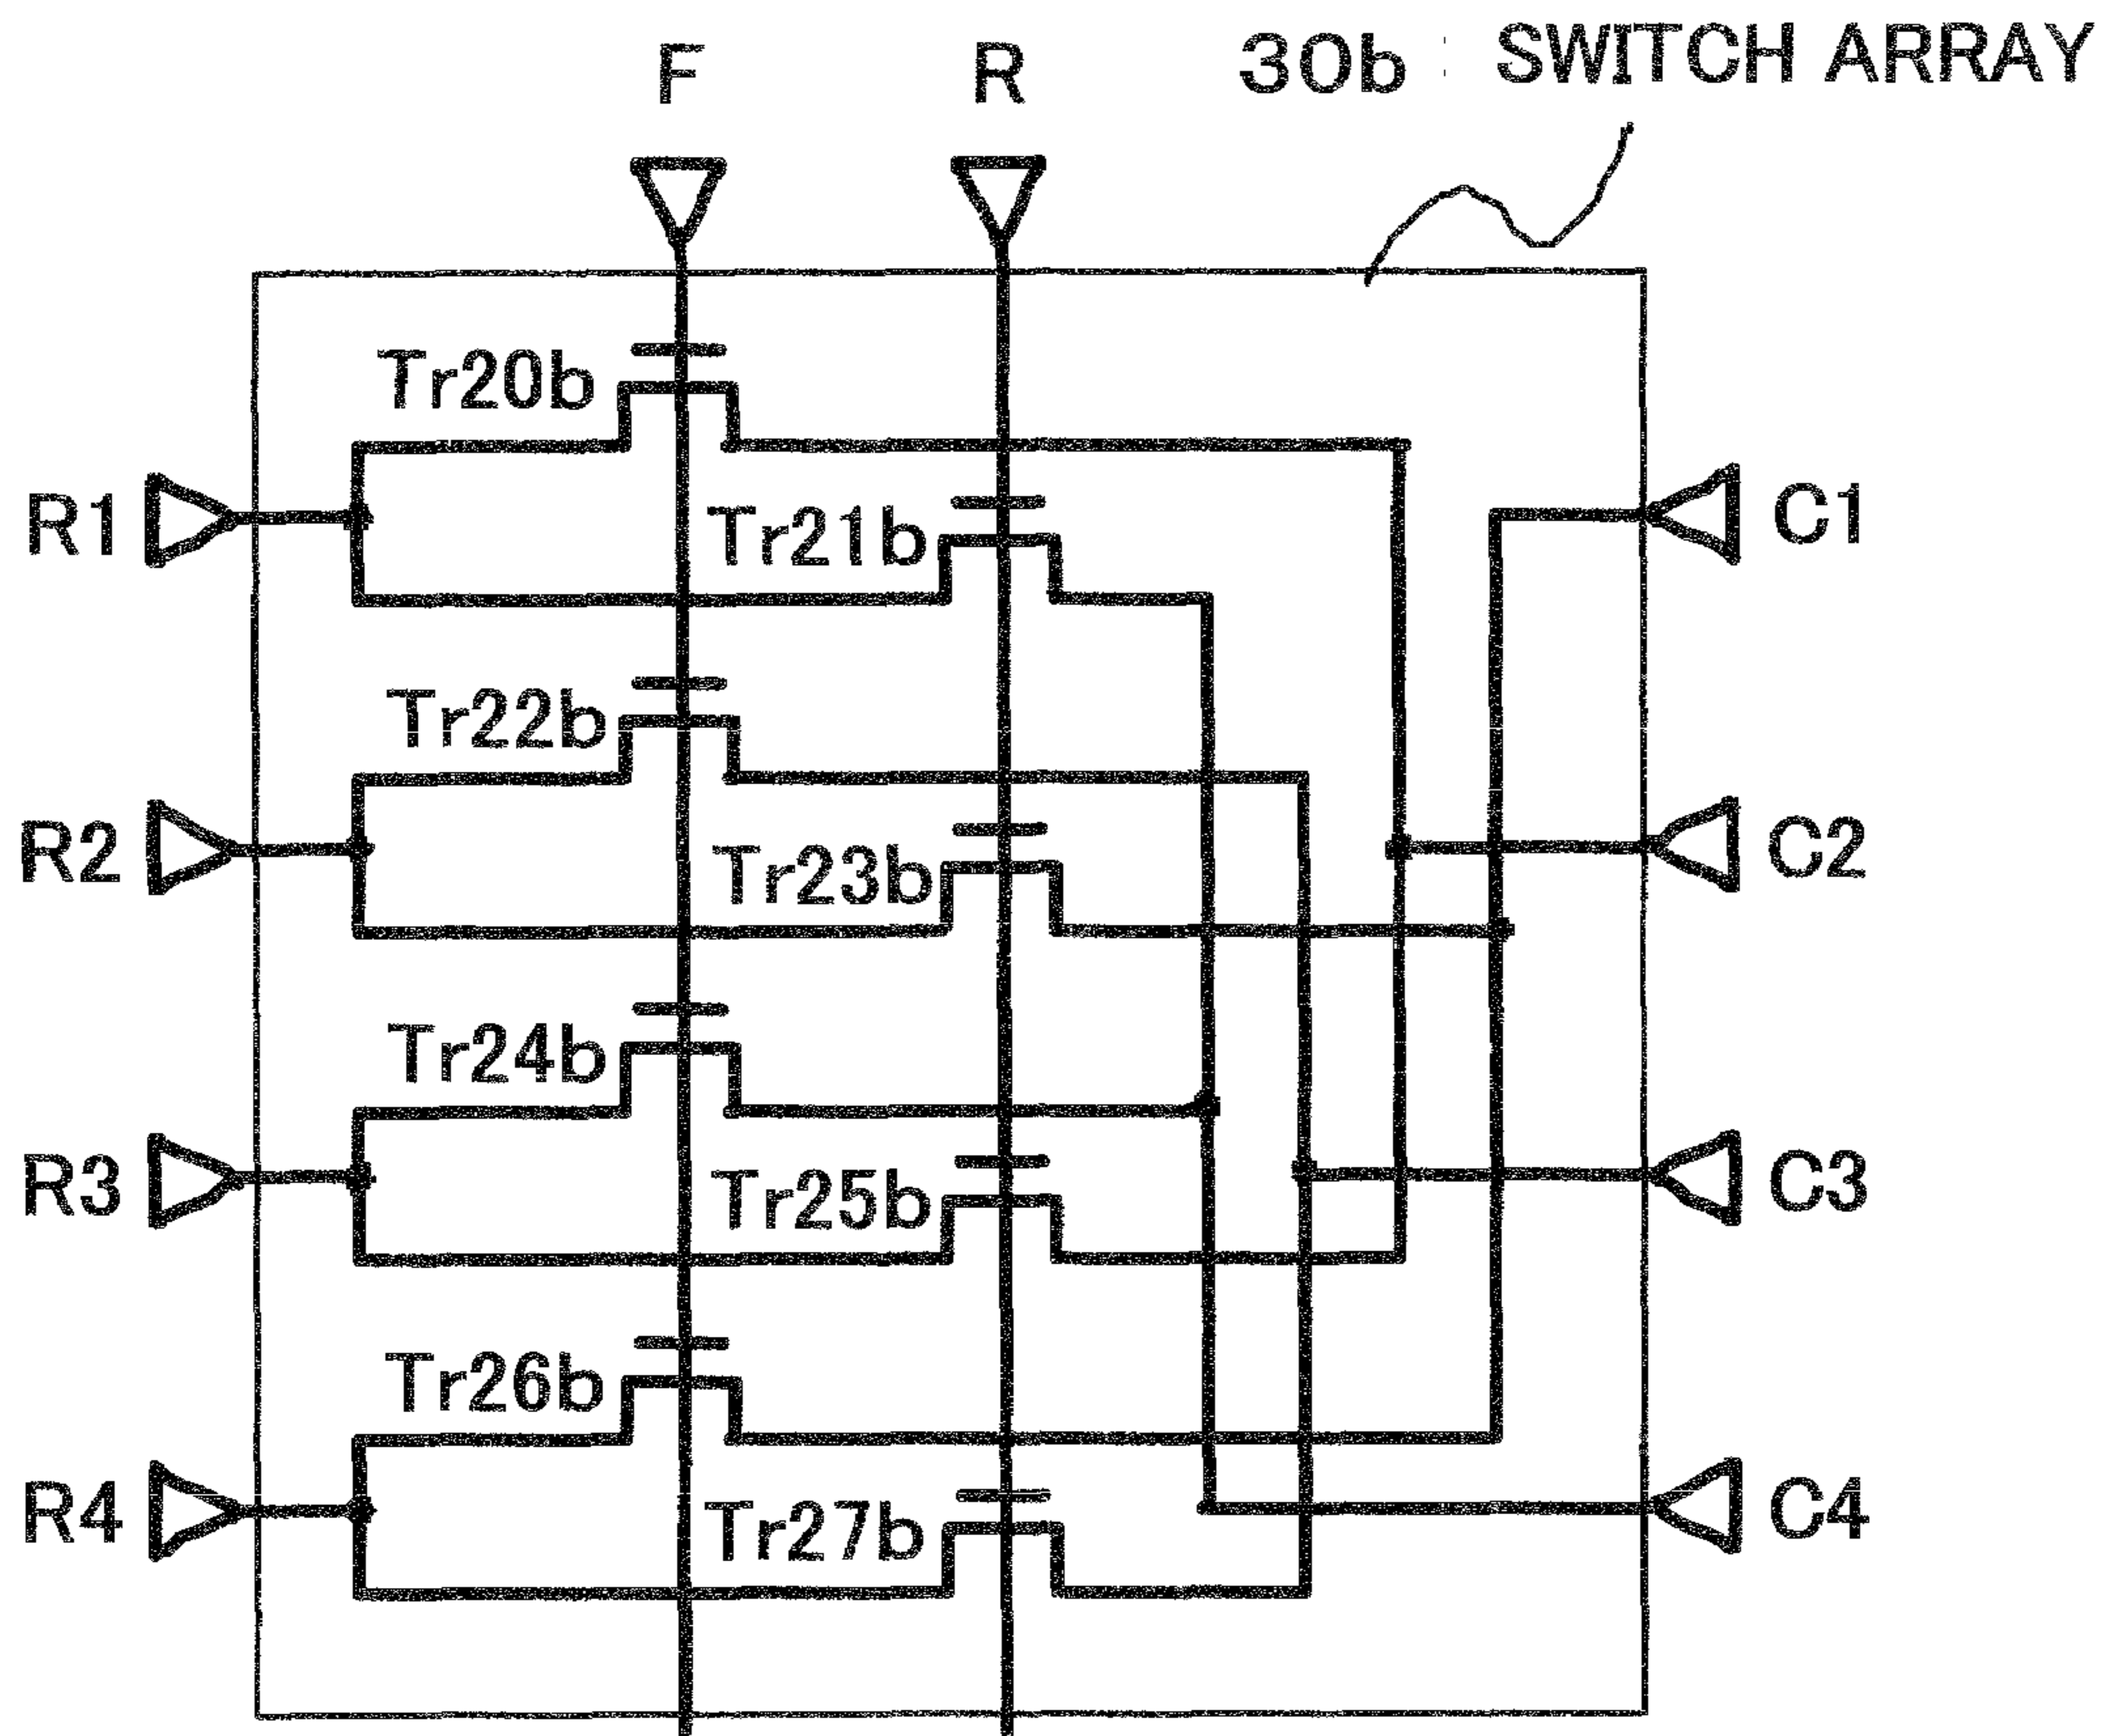 F
R
30b : SWITCH ARRAY
Tr20b
R1
Tr21b
C1
Tr22b
R2
Tr23b
C2
Tr24b
R3
Tr25b
C3
Tr26b
R4
Tr27b
C4